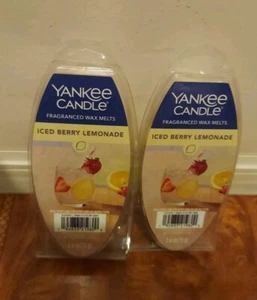 YANKEE
CANDLE
FRAGRANCED WAX MELTS
ICED BERRY LEMONADE
YANKEE
CANDLE
FRAGRANCED WAX MELTS
ICED BERRY LEMONADE